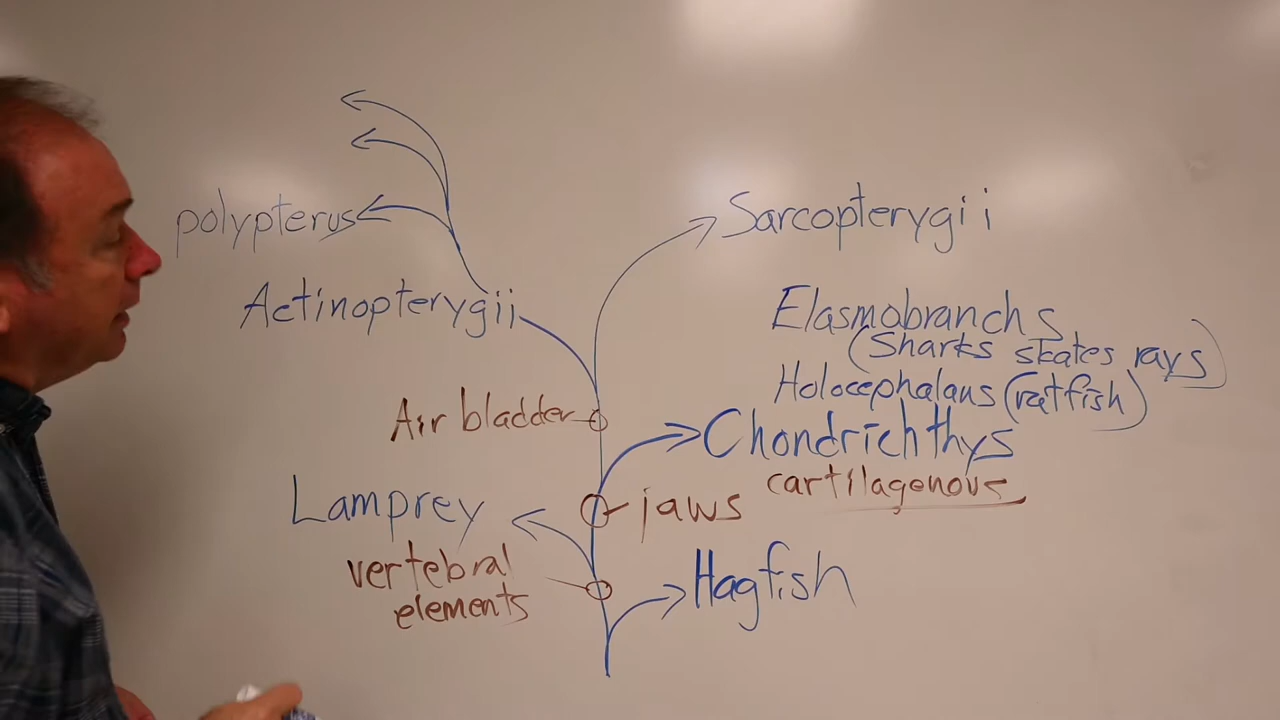 polypterus
Sarcopterygii
Actinopterygii
Elasmobranchs
(Sharks skates rays)
Holocephalans (ratfish)
Air bladder
Chondrichthys
cartilagenous
Lamprey
jaws
vertebral
elements
Hagfish